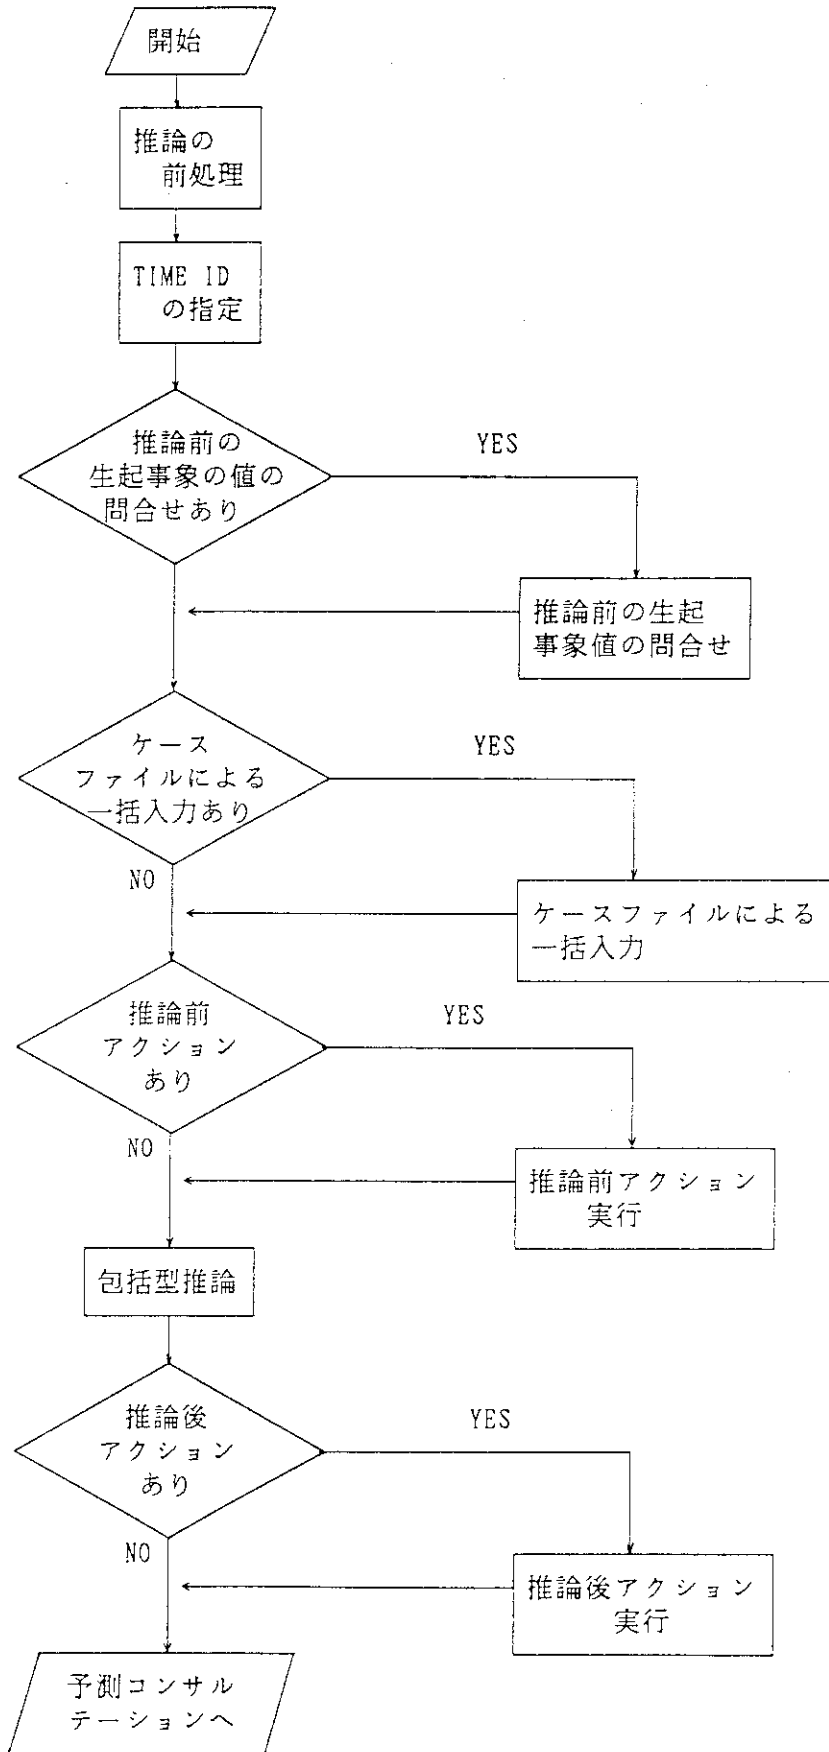 開始
推論の
前処理
TIME ID
の指定
推論前の
生起事象の値の
問合せあり
YES
推論前の生起
事象値の問合せ
ケース
ファイルによる
一括入力あり
YES
NO
ケースファイルによる
一括入力
推論前
アクション
あり
YES
NO
推論前アクション
実行
包括型推論
推論後
アクション
あり
YES
NO
推論後アクション
実行
予測コンサル
テーションへ